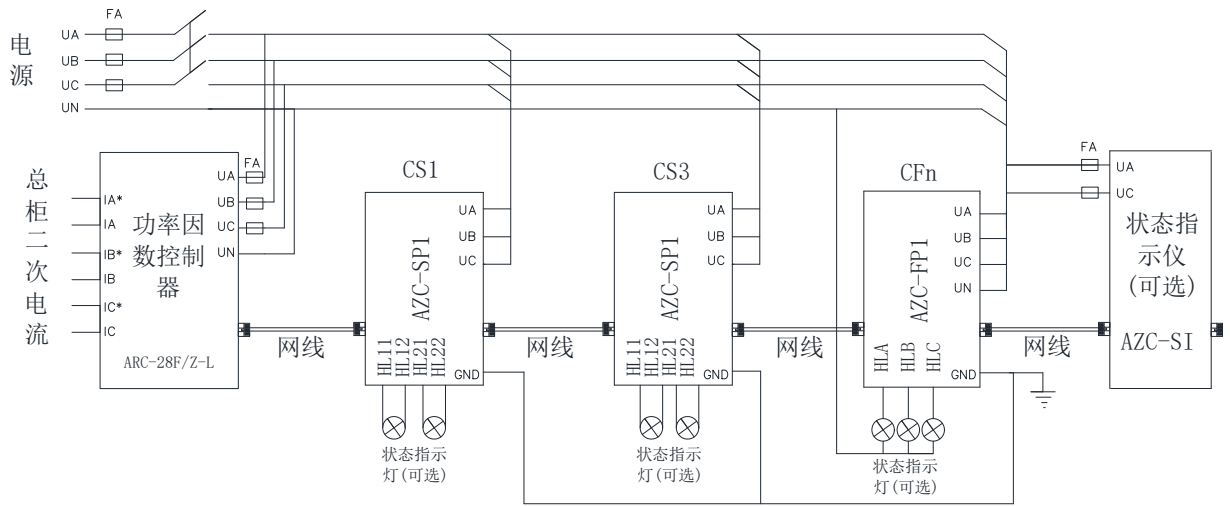 电源
FA
UA
UB
UC
UN
总柜二次电流
IA*
IA
IB*
IB
IC*
IC
功率因
数控制
器
ARC-28F/Z-L
FA
UA
UB
UC
UN
网线
CS1
UA
UB
UC
AZC-SP1
HL11
HL12
HL21
HL22
GND
状态指示
灯(可选)
网线
CS3
UA
UB
UC
AZC-SP1
HL11
HL12
HL21
HL22
GND
状态指示
灯(可选)
网线
CFn
UA
UB
UC
UN
AZC-FP1
HLA
HLB
HLC
GND
状态指示
灯(可选)
网线
FA
UA
UC
状态指
示仪
(可选)
AZC-SI